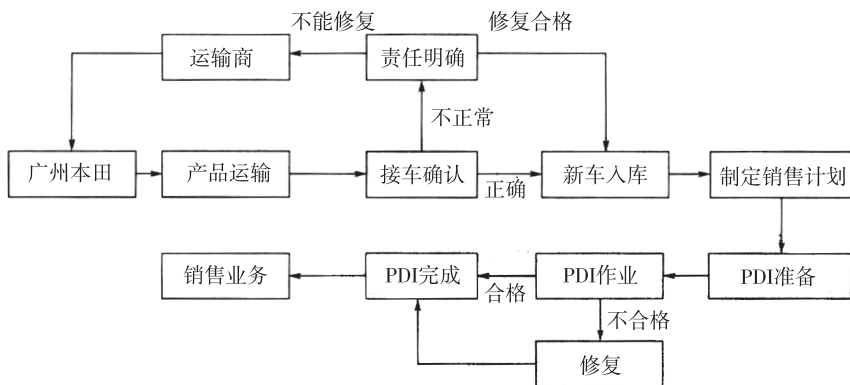 不能修复
修复合格
运输商
责任明确
不正常
广州本田
产品运输
接车确认
正确
新车入库
制定销售计划
销售业务
PDI完成
合格
PDI作业
PDI准备
不合格
修复